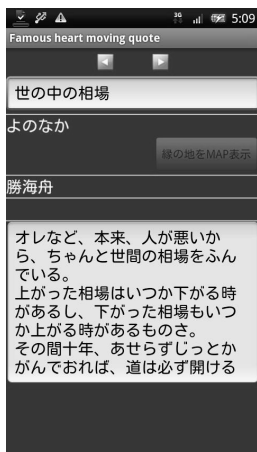 3G 5:09
Famous heart moving quote
世の中の相場
よのなか
縁の地をMAP表示
勝海舟
オレなど、本来、人が悪いか
ら、ちゃんと世間の相場をふん
でいる。
上がった相場はいつか下がる時
があるし、下がった相場もいつ
か上がる時があるものさ。
その間十年、あせらずじっとか
がんでおれば、道は必ず開ける